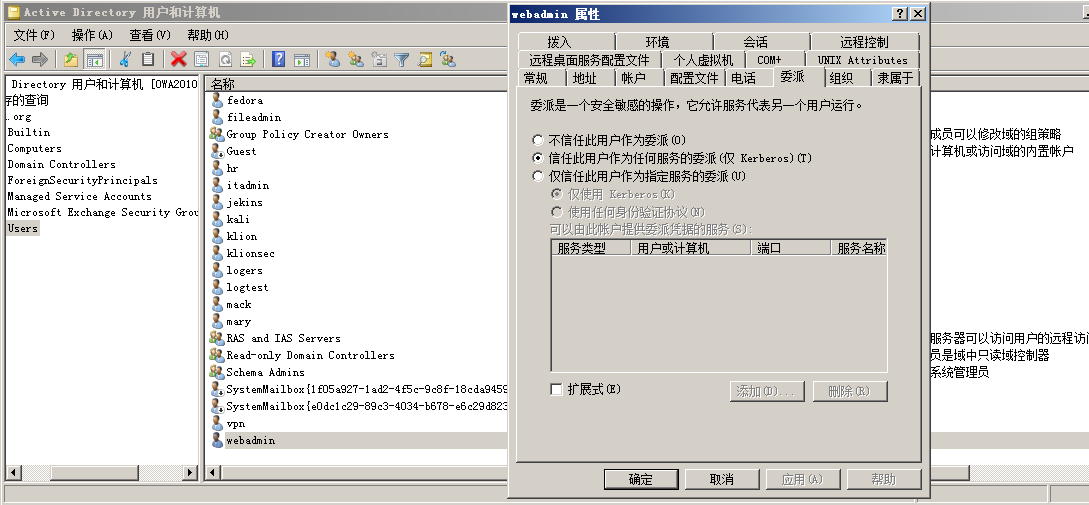 Active Directory 用户和计算机
文件(F) 操作(A) 查看(V) 帮助(H)
Directory 用户和计算机 [OWA2010
存的查询
.org
Builtin
Computers
Domain Controllers
ForeignSecurityPrincipals
Managed Service Accounts
Microsoft Exchange Security Grou
Users
名称
fedora
fileadmin
Group Policy Creator Owners
Guest
hr
itadmin
jekins
kali
klion
klionsec
logers
logtest
mack
mary
RAS and IAS Servers
Read-only Domain Controllers
Schema Admins
SystemMailbox{1f05a927-1ad2-4f5c-9c8f-18cda9459
SystemMailbox{e0dc1c29-89c3-4034-b678-e6c29d823
vpn
webadmin
成员可以修改域的组策略
计算机或访问域的内置帐户
服务器可以访问用户的远程访问
员是域中只读域控制器
系统管理员
webadmin 属性
拨入 环境 会话 远程控制
远程桌面服务配置文件 个人虚拟机 COM+ UNIX Attributes
常规 地址 帐户 配置文件 电话 委派 组织 隶属于
委派是一个安全敏感的操作，它允许服务代表另一个用户运行。
不信任此用户作为委派(O)
信任此用户作为任何服务的委派(仅 Kerberos)(T)
仅信任此用户作为指定服务的委派(U)
仅使用 Kerberos(K)
使用任何身份验证协议(N)
可以由此帐户提供委派凭据的服务(S):
服务类型 用户或计算机 端口 服务名称
扩展式(E) 添加(D)... 删除(R)
确定 取消 应用(A) 帮助